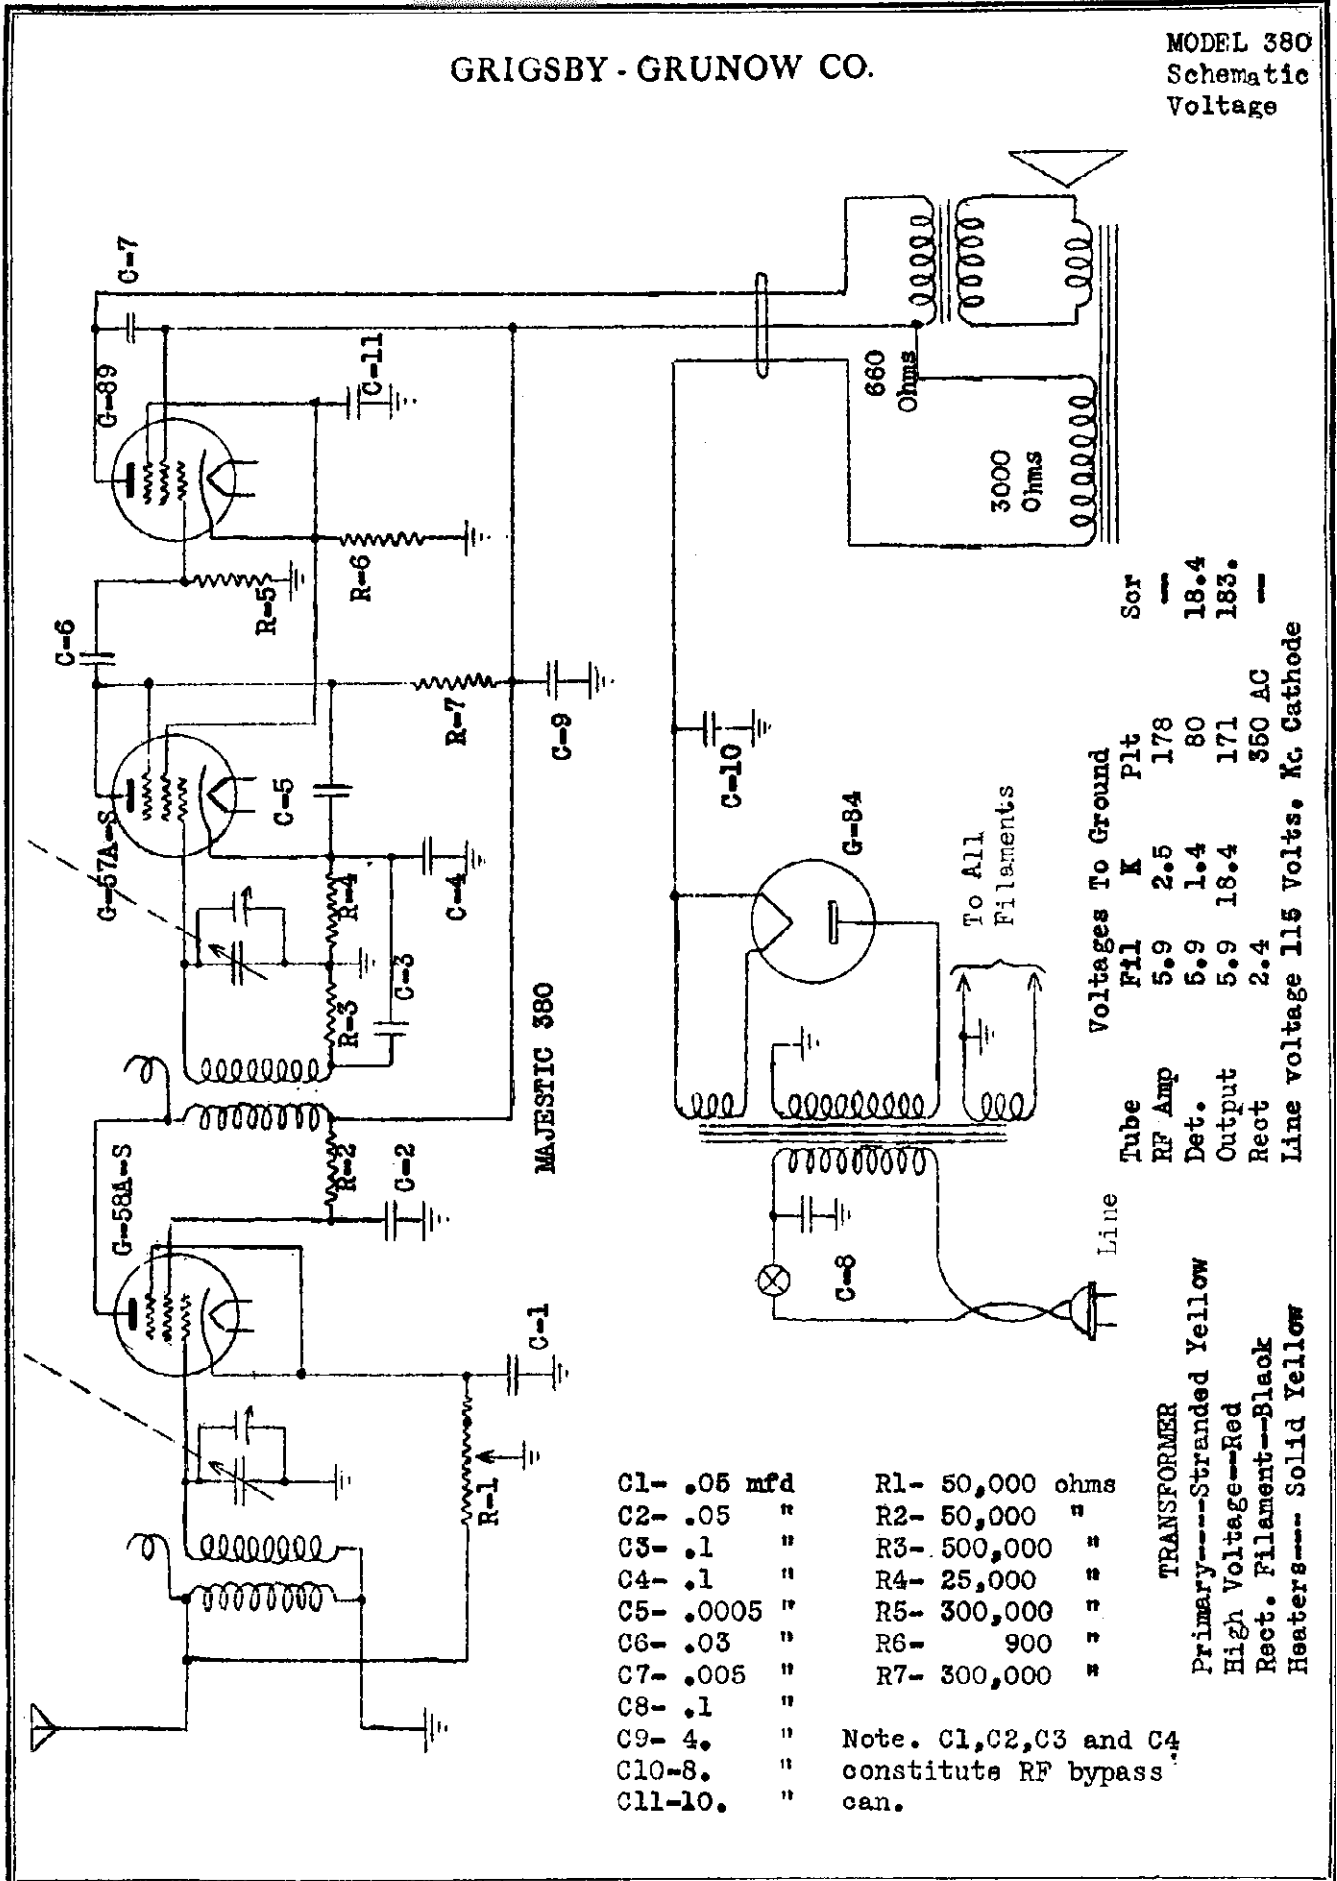 GRIGSBY - GRUNOW CO.
MODEL 380
Schematic
Voltage
C-7
G-89
C-11
C-6
R-5
R-6
660
Ohms
3000
Ohms
G-57A-S
C-5
R-7
C-9
R-4
C-4
R-3
C-3
C-10
G-84
To All
Filaments
MAJESTIC 380
G-58A-S
R-2
C-2
C-1
R-1
C-8
Line
Voltages To Ground
Tube Fil K Plt Scr
RF Amp 5.9 2.5 178 —
Det. 5.9 1.4 80 18.4
Output 5.9 18.4 171 183.
Rect 2.4 350 AC —
Line voltage 115 Volts. K. Cathode
C1- .05 mfd R1- 50,000 ohms
C2- .05 " R2- 50,000 "
C3- .1 " R3- 500,000 "
C4- .1 " R4- 25,000 "
C5- .0005 " R5- 300,000 "
C6- .03 " R6- 900 "
C7- .005 " R7- 300,000 "
C8- .1 "
C9- 4. " Note. C1,C2,C3 and C4
C10-8. " constitute RF bypass
C11-10. " can.
TRANSFORMER
Primary----Stranded Yellow
High Voltage--Red
Rect. Filament--Black
Heaters--- Solid Yellow